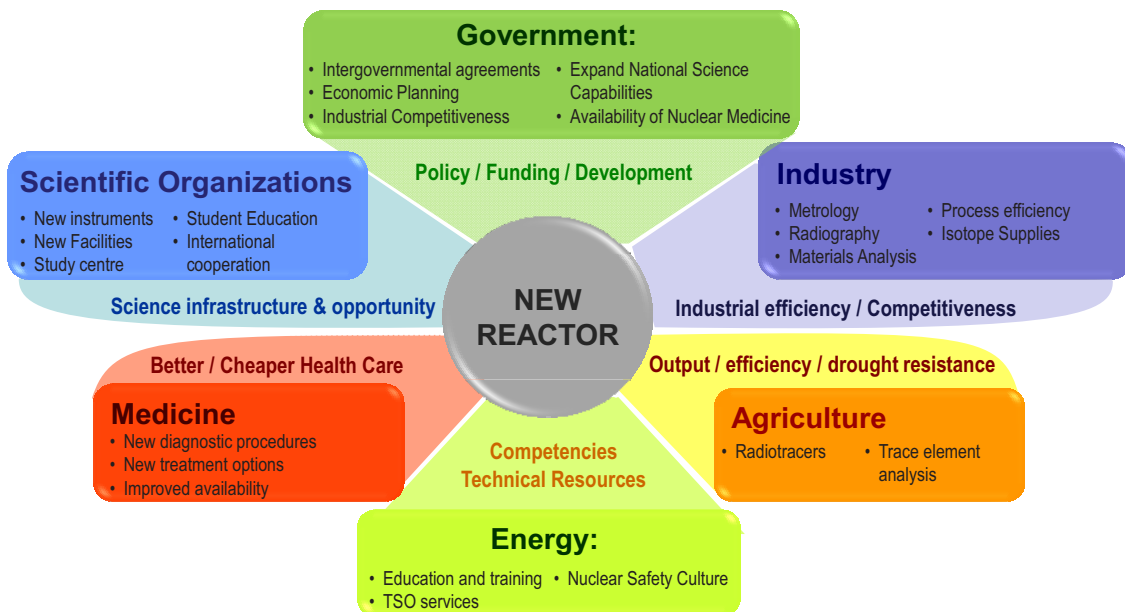 Government:
• Intergovernmental agreements
• Economic Planning
• Industrial Competitiveness
• Expand National Science
Capabilities
• Availability of Nuclear Medicine
Policy / Funding / Development
Scientific Organizations
• New instruments
• New Facilities
• Study centre
• Student Education
• International
cooperation
Science infrastructure & opportunity
Industry
• Metrology
• Radiography
• Materials Analysis
• Process efficiency
• Isotope Supplies
Industrial efficiency / Competitiveness
NEW
REACTOR
Better / Cheaper Health Care
Medicine
• New diagnostic procedures
• New treatment options
• Improved availability
Output / efficiency / drought resistance
Agriculture
• Radiotracers
• Trace element
analysis
Competencies
Technical Resources
Energy:
• Education and training
• TSO services
• Nuclear Safety Culture